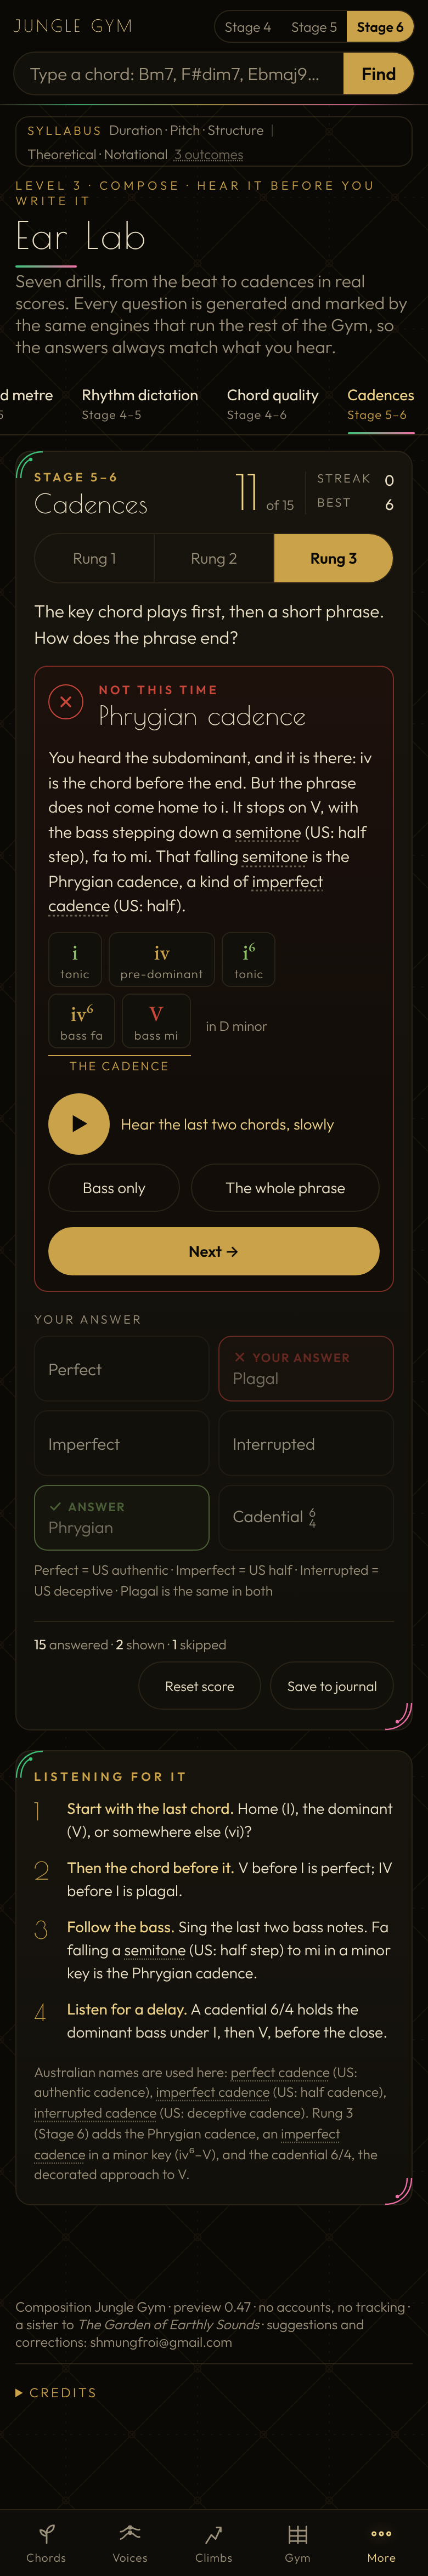 JUNGLE GYM
Stage 4 Stage 5 Stage 6
Type a chord: Bm7, F#dim7, Ebmaj9... Find
SYLLABUS Duration · Pitch · Structure |
Theoretical · Notational 3 outcomes
LEVEL 3 · COMPOSE · HEAR IT BEFORE YOU
WRITE IT
Ear Lab
Seven drills, from the beat to cadences in real
scores. Every question is generated and marked by
the same engines that run the rest of the Gym, so
the answers always match what you hear.
d metre Rhythm dictation Chord quality Cadences
5 Stage 4–5 Stage 4–6 Stage 5–6
STAGE 5–6
Cadences
11 of 15
STREAK 0
BEST 6
Rung 1 Rung 2 Rung 3
The key chord plays first, then a short phrase.
How does the phrase end?
NOT THIS TIME
Phrygian cadence
You heard the subdominant, and it is there: iv
is the chord before the end. But the phrase
does not come home to i. It stops on V, with
the bass stepping down a semitone (US: half
step), fa to mi. That falling semitone is the
Phrygian cadence, a kind of imperfect
cadence (US: half).
i iv i⁶
tonic pre-dominant tonic
iv⁶ V
bass fa bass mi in D minor
THE CADENCE
Hear the last two chords, slowly
Bass only The whole phrase
Next →
YOUR ANSWER
Perfect
× YOUR ANSWER
Plagal
Imperfect Interrupted
✓ ANSWER
Phrygian
Cadential 6/4
Perfect = US authentic · Imperfect = US half · Interrupted =
US deceptive · Plagal is the same in both
15 answered · 2 shown · 1 skipped
Reset score Save to journal
LISTENING FOR IT
1 Start with the last chord. Home (I), the dominant
(V), or somewhere else (vi)?
2 Then the chord before it. V before I is perfect; IV
before I is plagal.
3 Follow the bass. Sing the last two bass notes. Fa
falling a semitone (US: half step) to mi in a minor
key is the Phrygian cadence.
4 Listen for a delay. A cadential 6/4 holds the
dominant bass under I, then V, before the close.
Australian names are used here: perfect cadence (US:
authentic cadence), imperfect cadence (US: half cadence),
interrupted cadence (US: deceptive cadence). Rung 3
(Stage 6) adds the Phrygian cadence, an imperfect
cadence in a minor key (iv⁶–V), and the cadential 6/4, the
decorated approach to V.
Composition Jungle Gym · preview 0.47 · no accounts, no tracking ·
a sister to The Garden of Earthly Sounds · suggestions and
corrections: shmungfroi@gmail.com
▶ CREDITS
Chords Voices Climbs Gym More